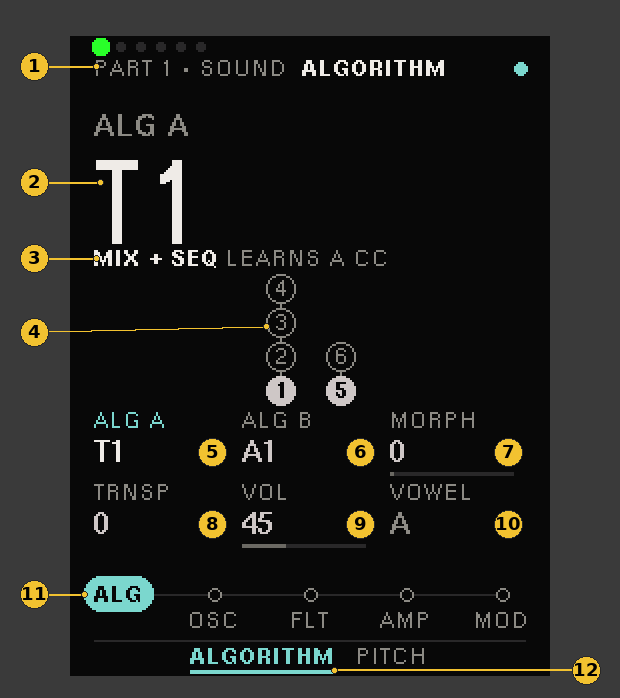 1 PART 1 · SOUND ALGORITHM
ALG A
2 T1
3 MIX + SEQ LEARNS A CC
4
4 3
2 6
1 5
ALG A ALG B MORPH
T1 5 A1 6 0 7
TRNSP VOL VOWEL
0 8 45 9 A 10
11 ALG
OSC FLT AMP MOD
ALGORITHM PITCH 12